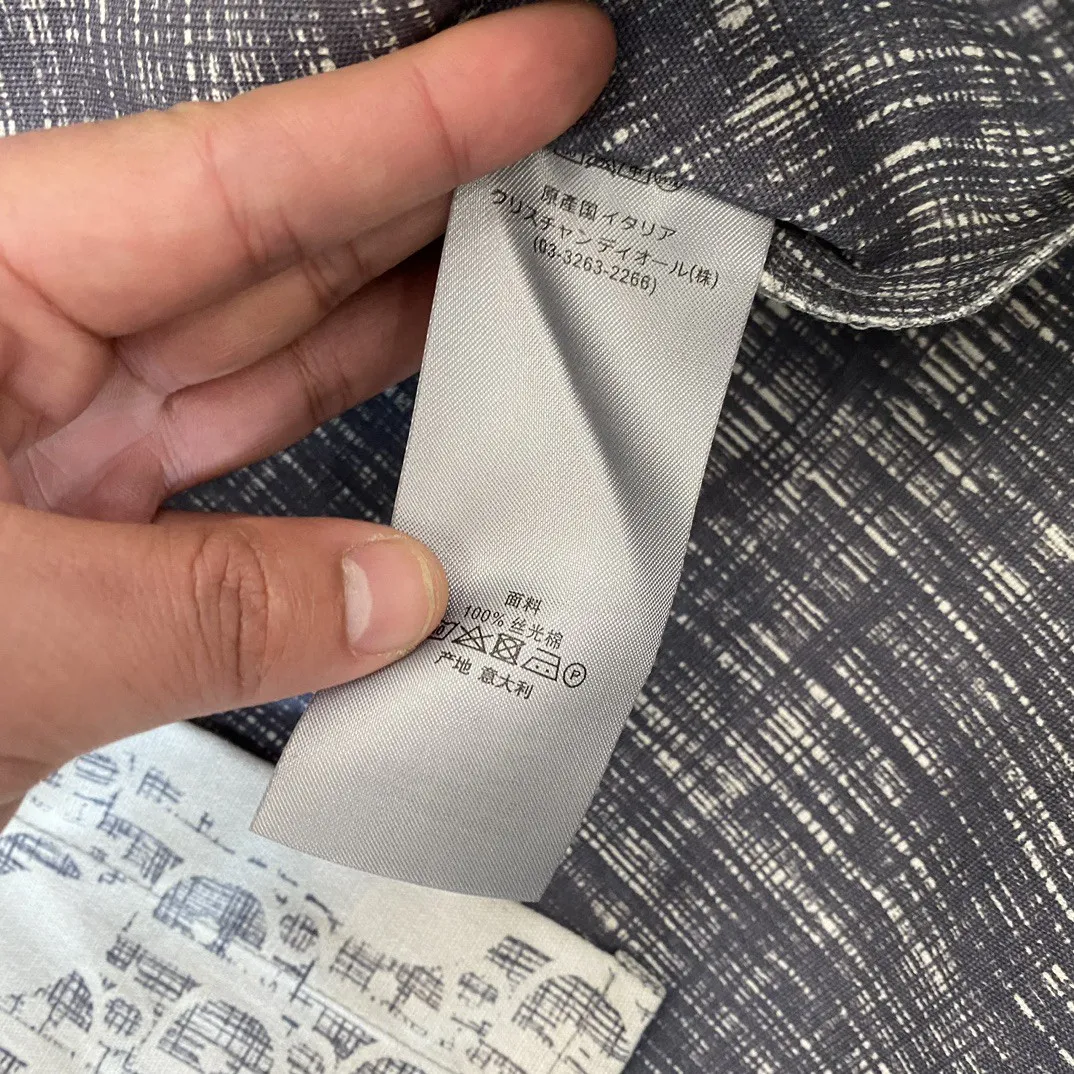 原產国イタリア
クリスチャンディオール(株)
(03-3263-2266)
面料
100% 丝光棉
P
产地 意大利